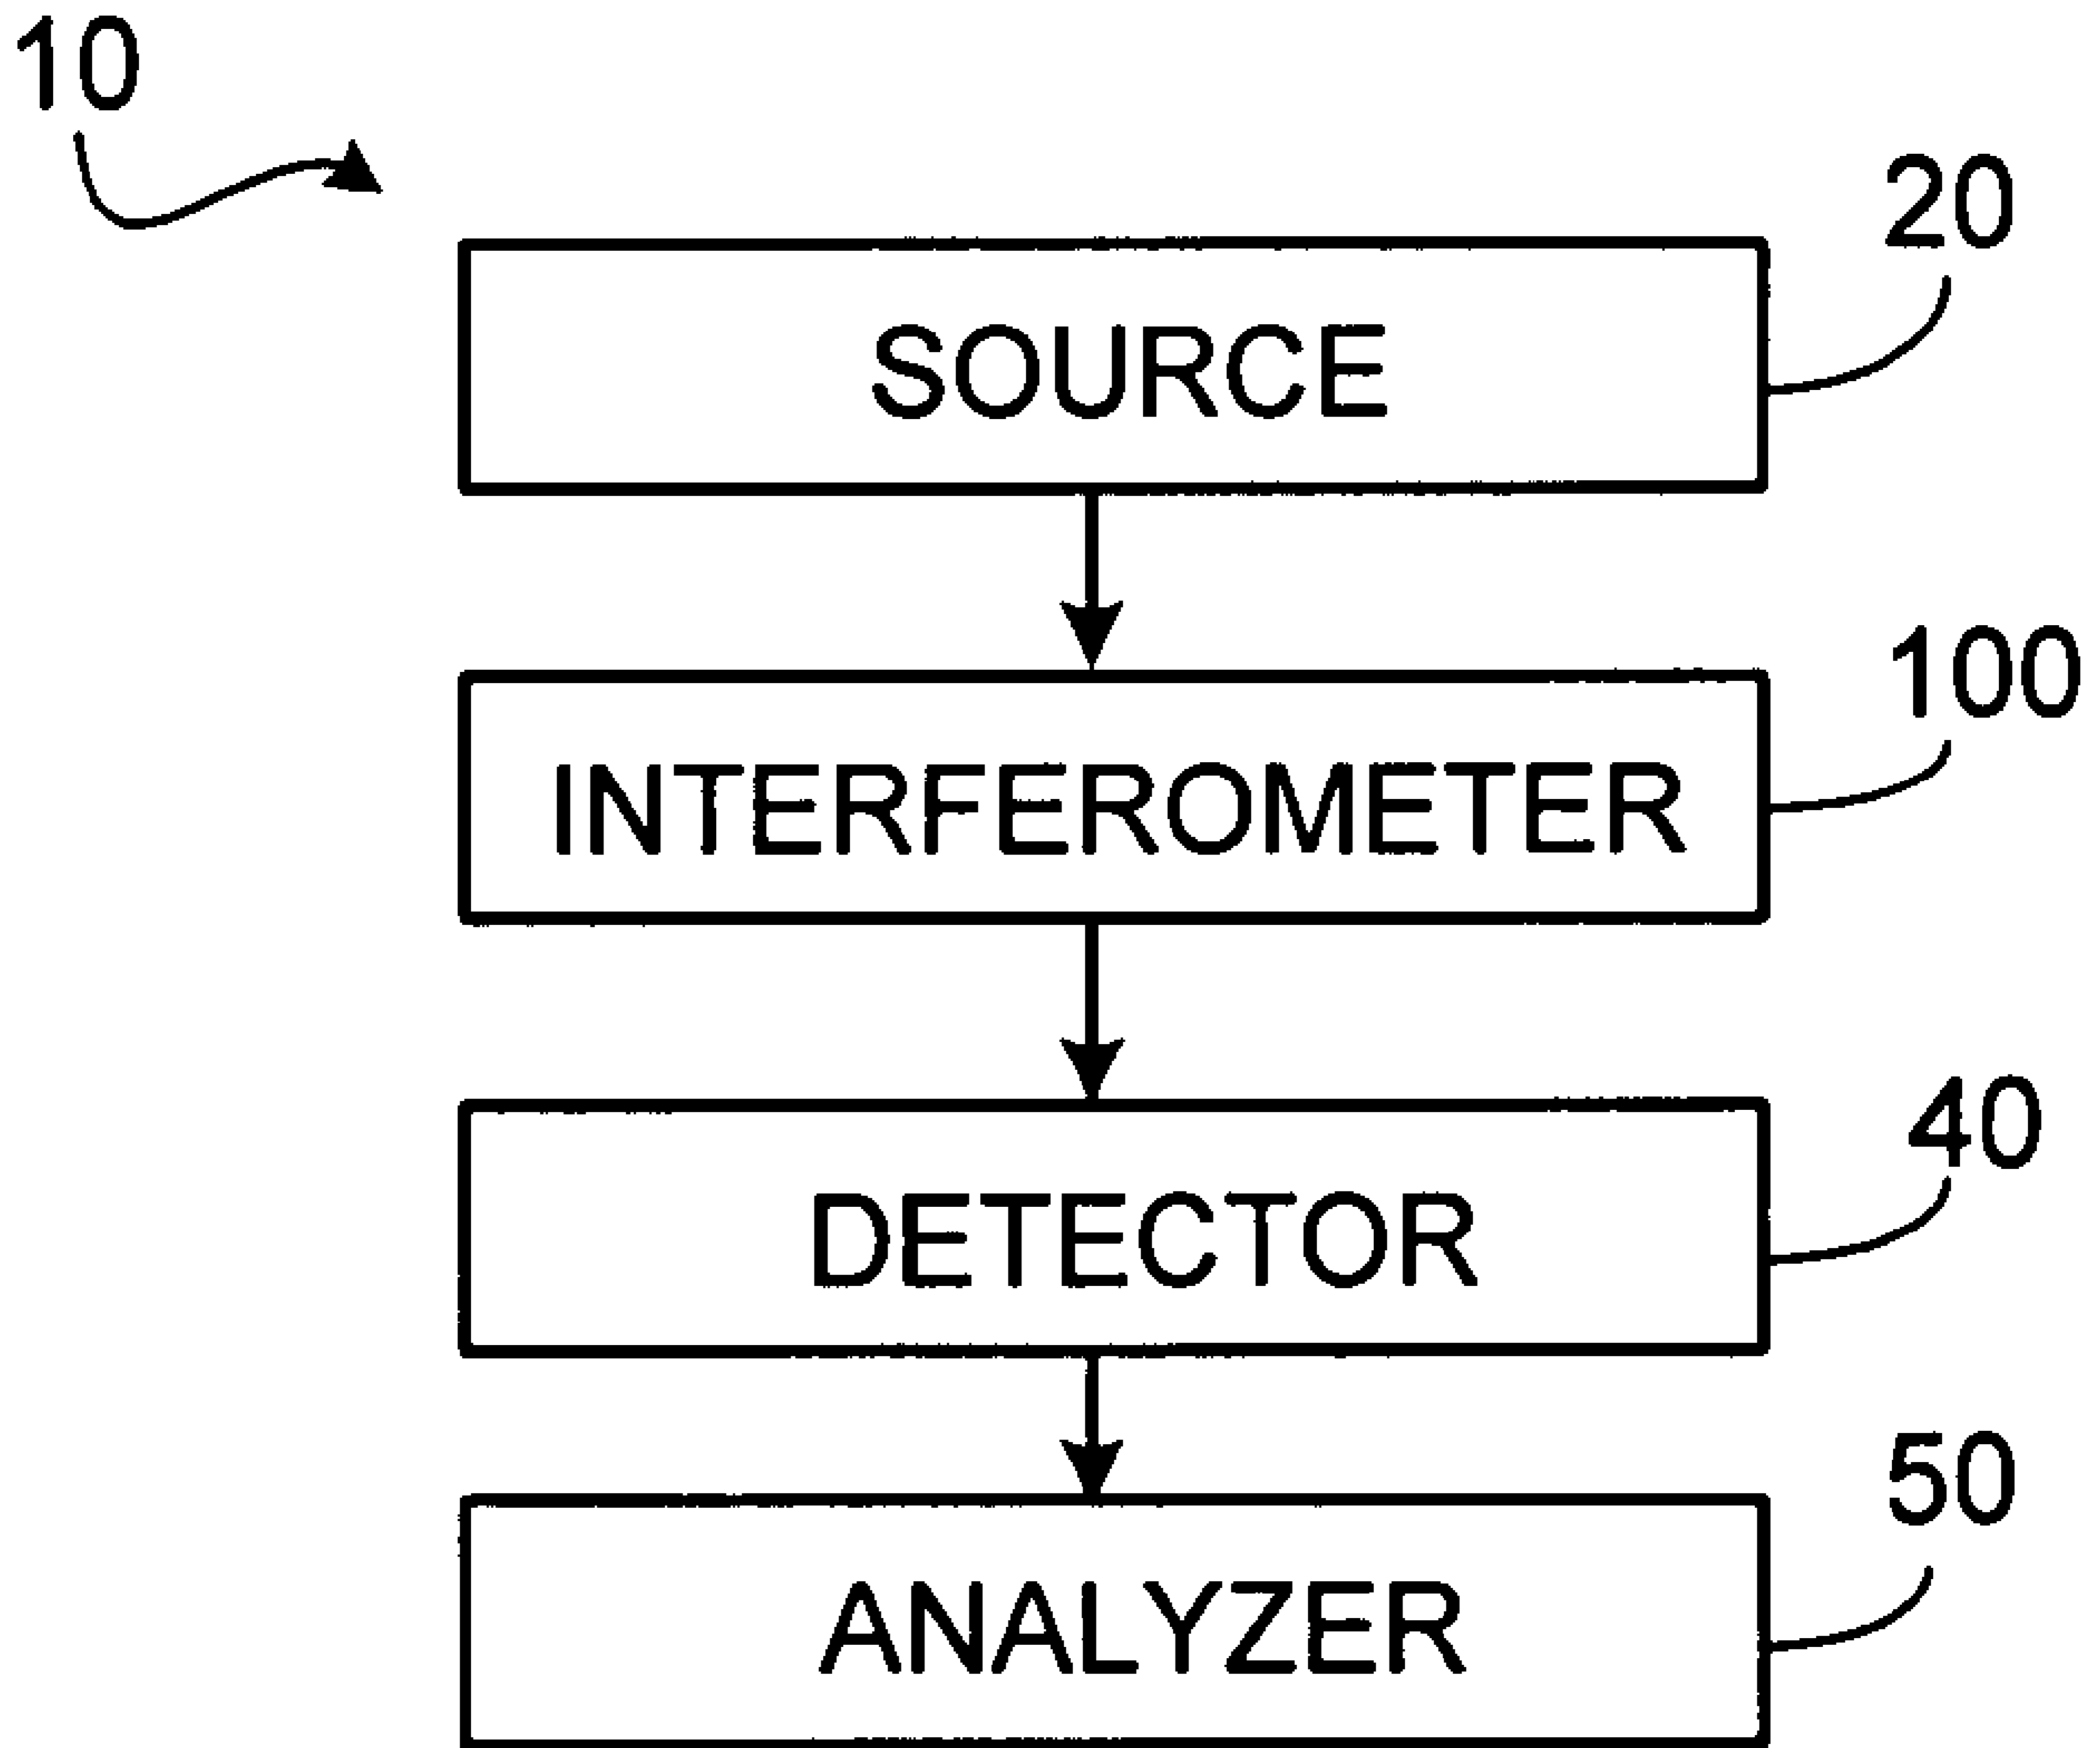 10
20
SOURCE
100
INTERFEROMETER
40
DETECTOR
50
ANALYZER